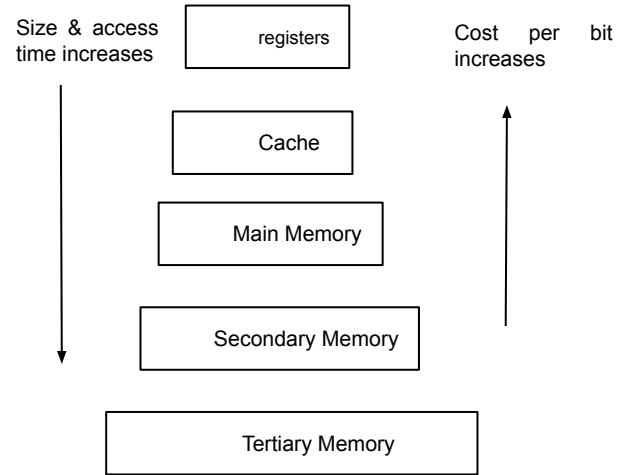 Size & access
time increases
registers
Cost per bit
increases
Cache
Main Memory
Secondary Memory
Tertiary Memory